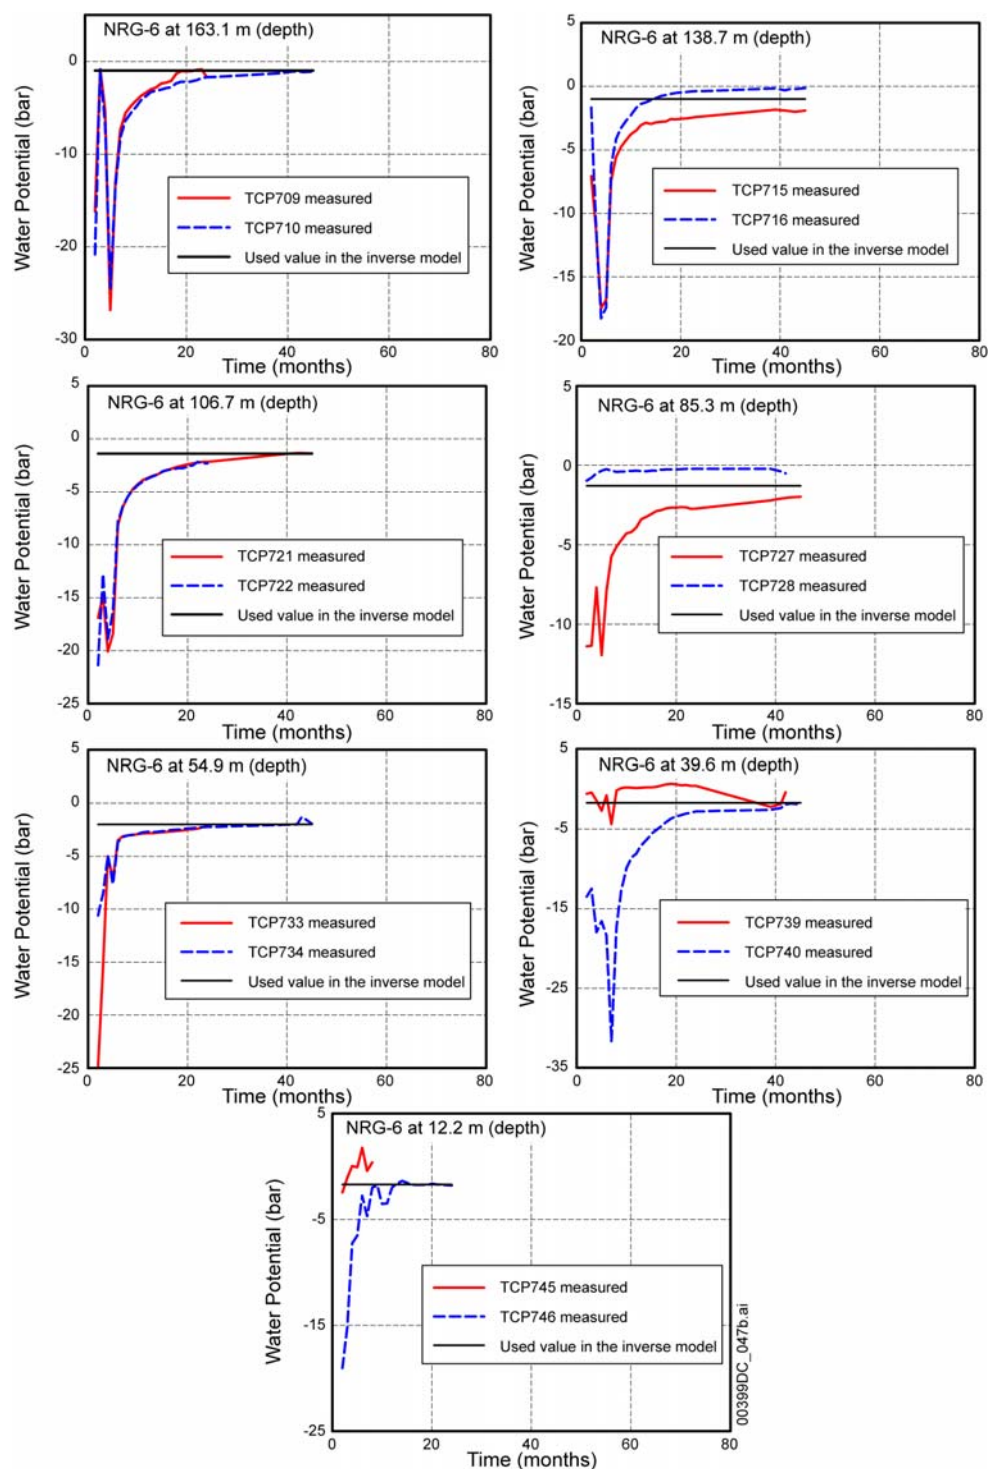 NRG-6 at 163.1 m (depth)
Water Potential (bar)
0
-10
-20
-30
TCP709 measured
TCP710 measured
Used value in the inverse model
0 20 40 60 80
Time (months)
NRG-6 at 138.7 m (depth)
Water Potential (bar)
5
0
-5
-10
-15
-20
TCP715 measured
TCP716 measured
Used value in the inverse model
0 20 40 60 80
Time (months)
NRG-6 at 106.7 m (depth)
Water Potential (bar)
5
0
-5
-10
-15
-20
-25
TCP721 measured
TCP722 measured
Used value in the inverse model
0 20 40 60 80
Time (months)
NRG-6 at 85.3 m (depth)
Water Potential (bar)
5
0
-5
-10
-15
TCP727 measured
TCP728 measured
Used value in the inverse model
0 20 40 60 80
Time (months)
NRG-6 at 54.9 m (depth)
Water Potential (bar)
5
0
-5
-10
-15
-20
-25
TCP733 measured
TCP734 measured
Used value in the inverse model
0 20 40 60 80
Time (months)
NRG-6 at 39.6 m (depth)
Water Potential (bar)
5
-5
-15
-25
-35
TCP739 measured
TCP740 measured
Used value in the inverse model
0 20 40 60 80
Time (months)
NRG-6 at 12.2 m (depth)
Water Potential (bar)
5
-5
-15
-25
TCP745 measured
TCP746 measured
Used value in the inverse model
0 20 40 60 80
Time (months)
00399DC_047b.ai